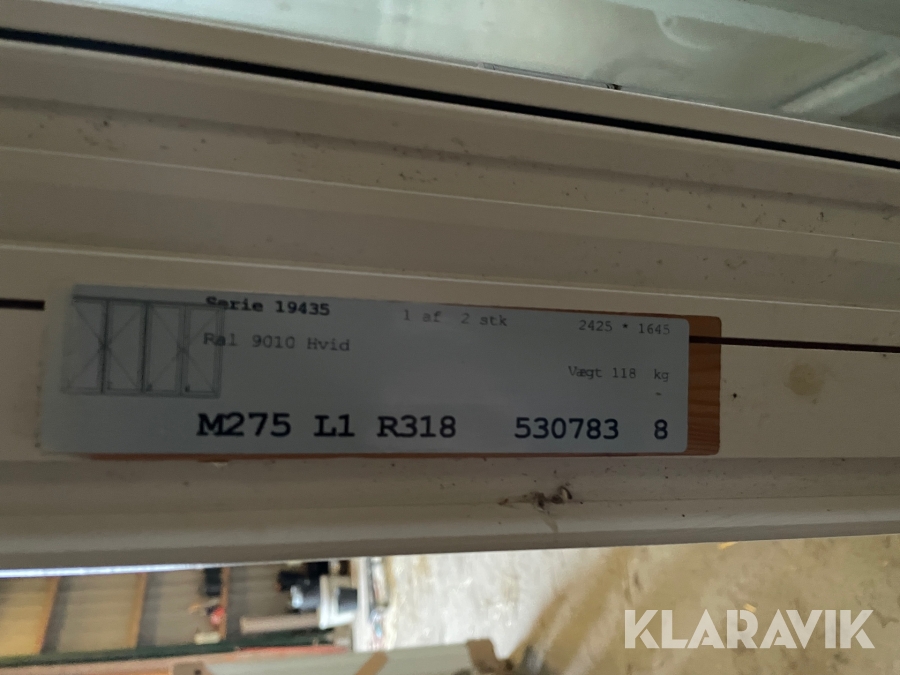 Serie 19435 1 af 2 stk 2425 * 1645
Ral 9010 Hvid
Vægt 118 kg
-
M275 L1 R318 530783 8
KLARAVIK